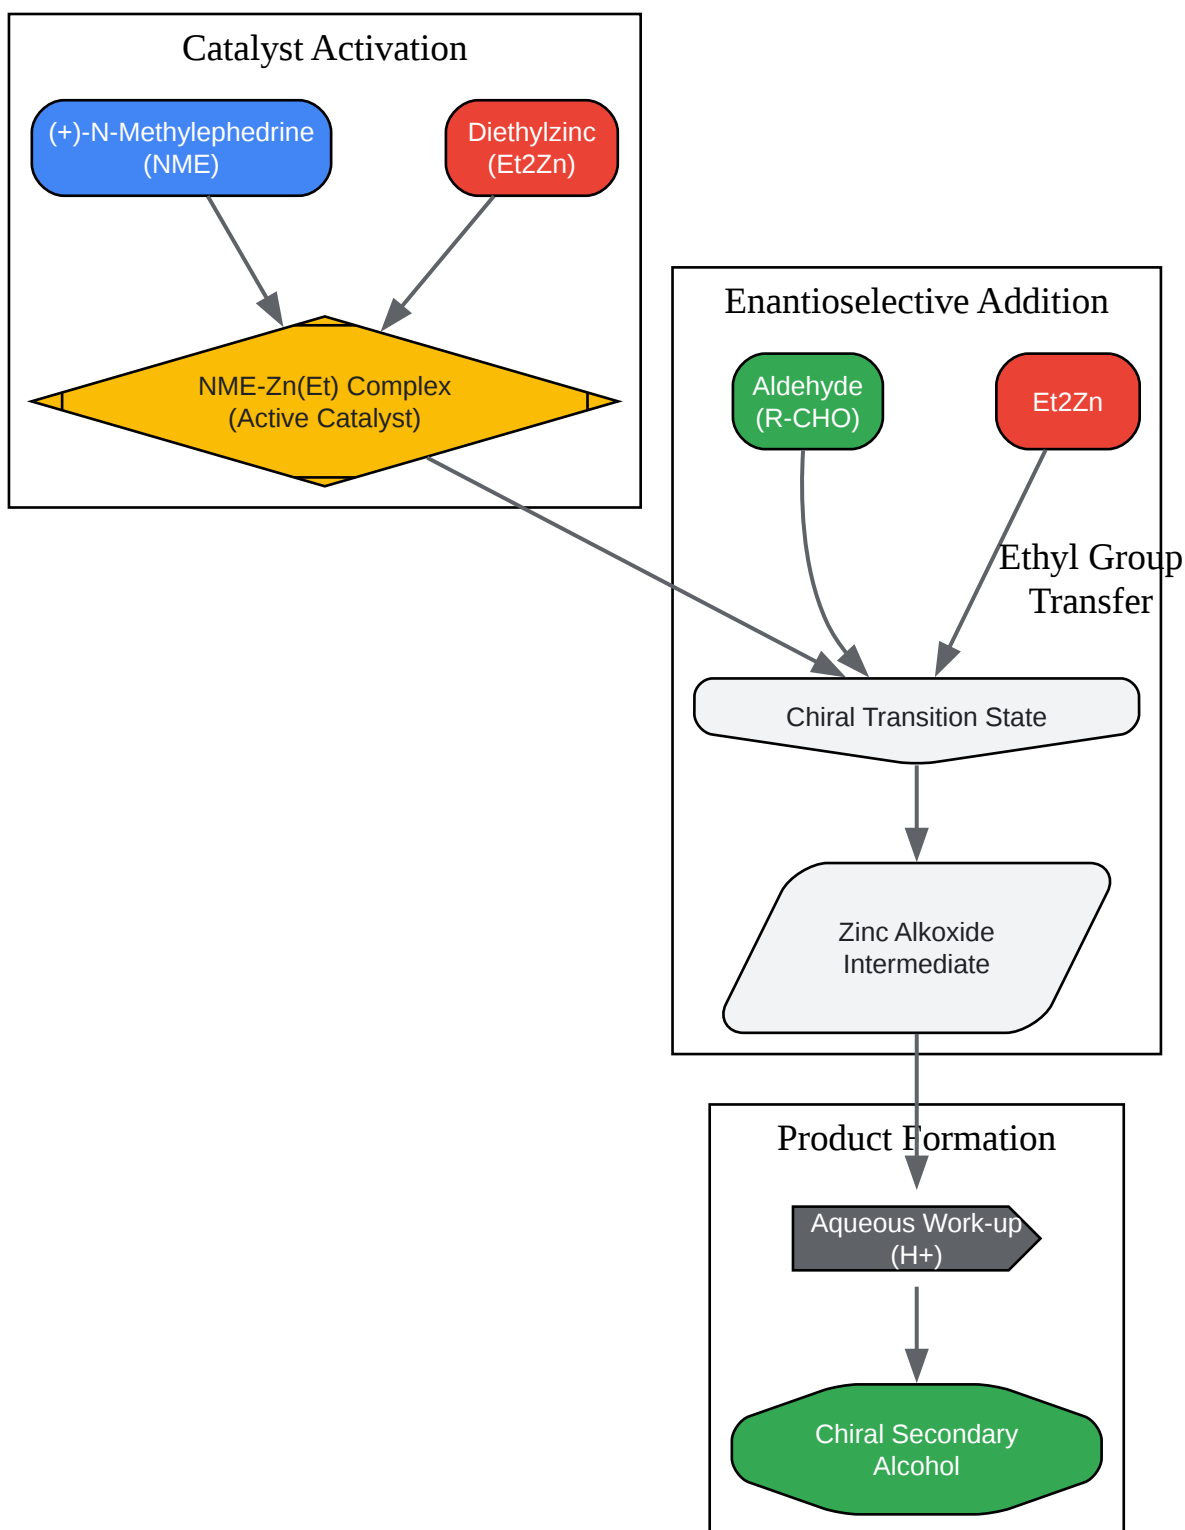 Catalyst Activation
(+)-N-Methylephedrine
(NME)
Diethylzinc
(Et2Zn)
NME-Zn(Et) Complex
(Active Catalyst)
Enantioselective Addition
Aldehyde
(R-CHO)
Et2Zn
Ethyl Group
Transfer
Chiral Transition State
Zinc Alkoxide
Intermediate
Product Formation
Aqueous Work-up
(H+)
Chiral Secondary
Alcohol